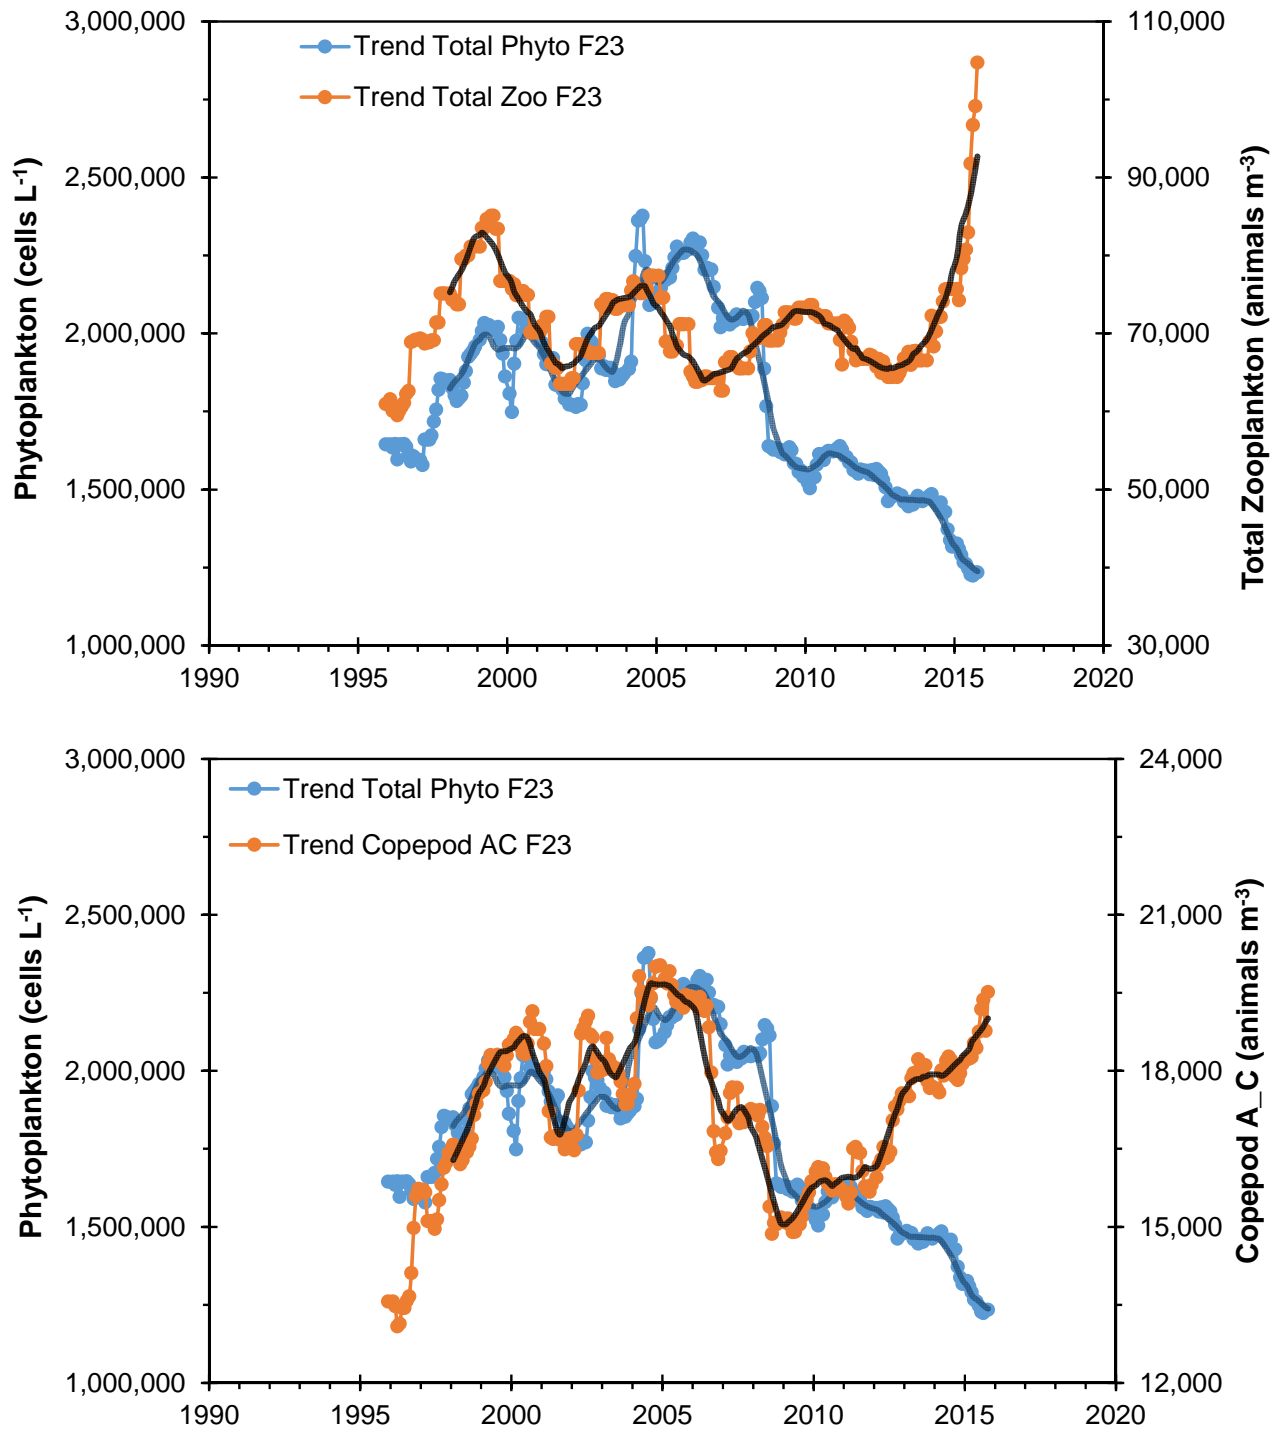 3,000,000
2,500,000
2,000,000
1,500,000
1,000,000
Phytoplankton (cells L-1)
Trend Total Phyto F23
Trend Total Zoo F23
110,000
90,000
70,000
50,000
30,000
Total Zooplankton (animals m-3)
1990 1995 2000 2005 2010 2015 2020
3,000,000
2,500,000
2,000,000
1,500,000
1,000,000
Phytoplankton (cells L-1)
Trend Total Phyto F23
Trend Copepod AC F23
24,000
21,000
18,000
15,000
12,000
Copepod A_C (animals m-3)
1990 1995 2000 2005 2010 2015 2020